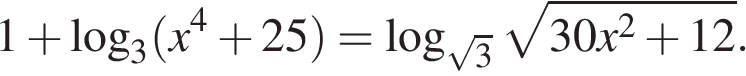 1 + log₃(x⁴ + 25) = log_{√3} √(30x² + 12).